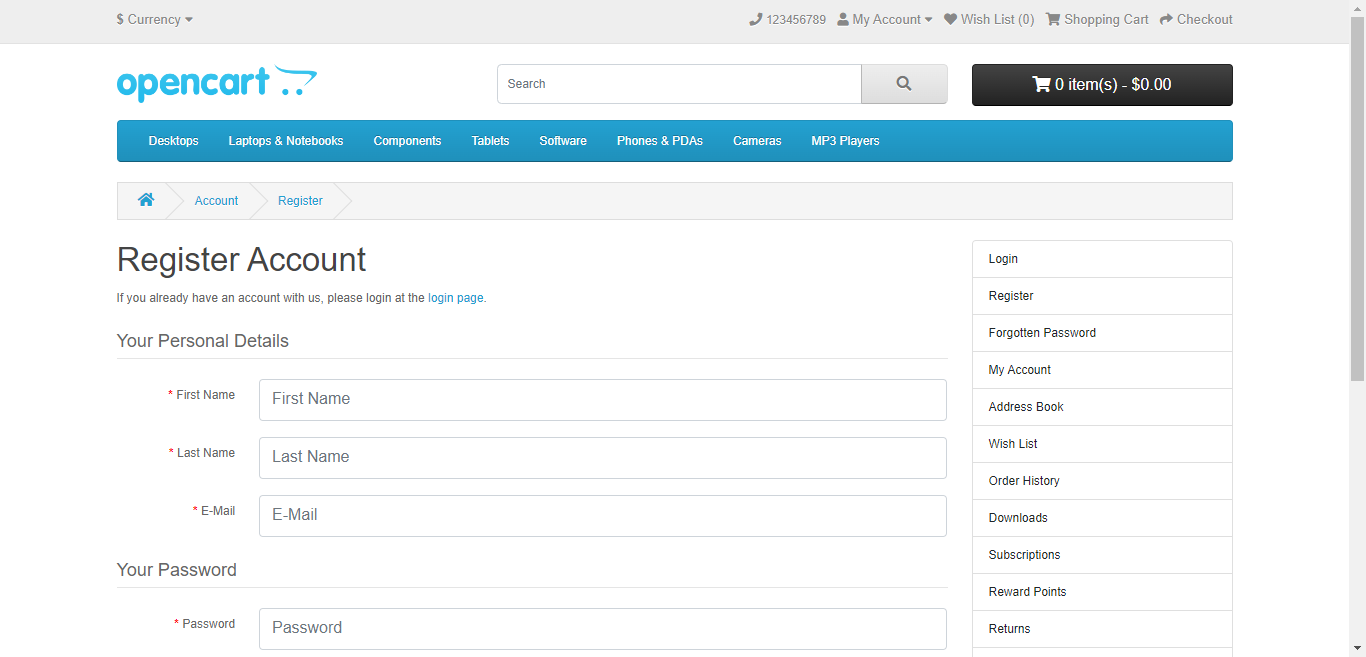 $ Currency
123456789 My Account Wish List (0) Shopping Cart Checkout
opencart
Search
0 item(s) - $0.00
Desktops Laptops & Notebooks Components Tablets Software Phones & PDAs Cameras MP3 Players
Account Register
Register Account
If you already have an account with us, please login at the login page.
Your Personal Details
* First Name
First Name
* Last Name
Last Name
* E-Mail
E-Mail
Your Password
* Password
Password
Login
Register
Forgotten Password
My Account
Address Book
Wish List
Order History
Downloads
Subscriptions
Reward Points
Returns